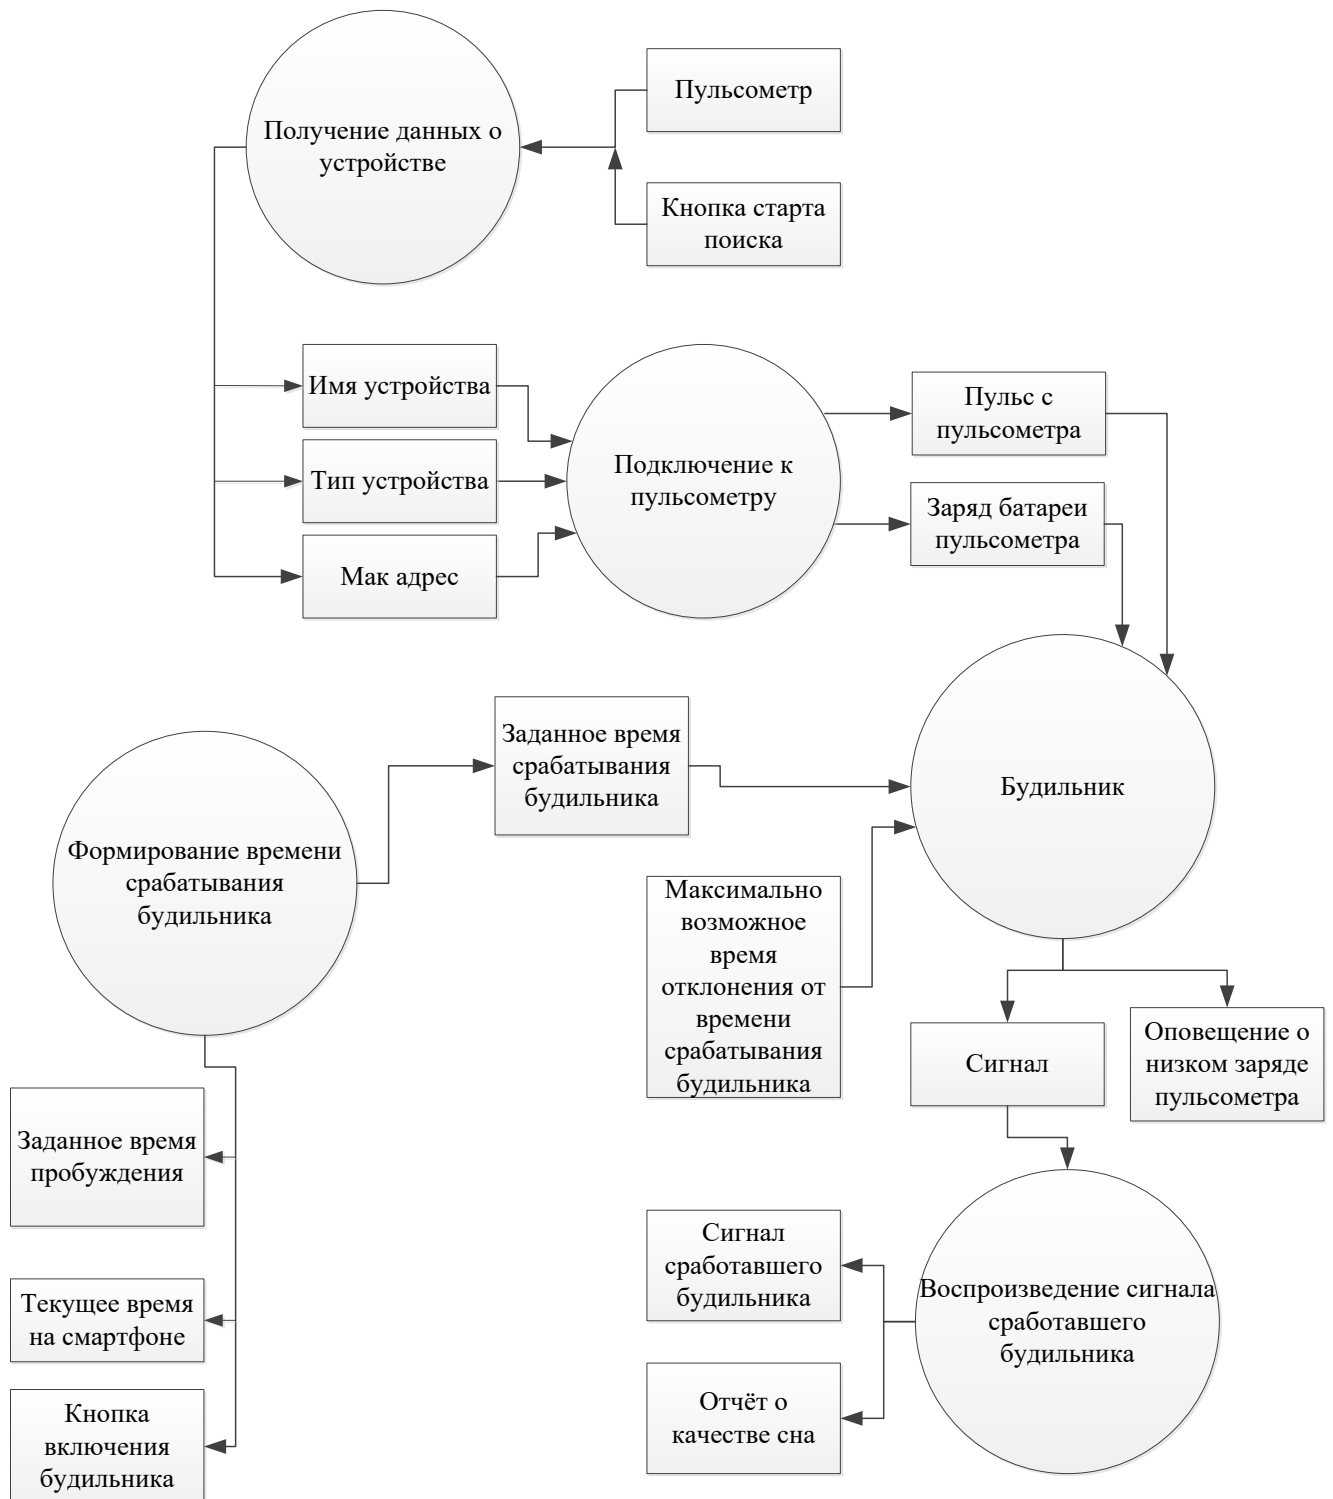 Пульсометр
Получение данных о
устройстве
Кнопка старта
поиска
Имя устройства
Тип устройства
Мак адрес
Подключение к
пульсометру
Пульс с
пульсометра
Заряд батареи
пульсометра
Заданное время
срабатывания
будильника
Будильник
Формирование времени
срабатывания
будильника
Максимально
возможное
время
отклонения от
времени
срабатывания
будильника
Сигнал
Оповещение о
низком заряде
пульсометра
Заданное время
пробуждения
Текущее время
на смартфоне
Кнопка
включения
будильника
Сигнал
сработавшего
будильника
Воспроизведение сигнала
сработавшего
будильника
Отчёт о
качестве сна